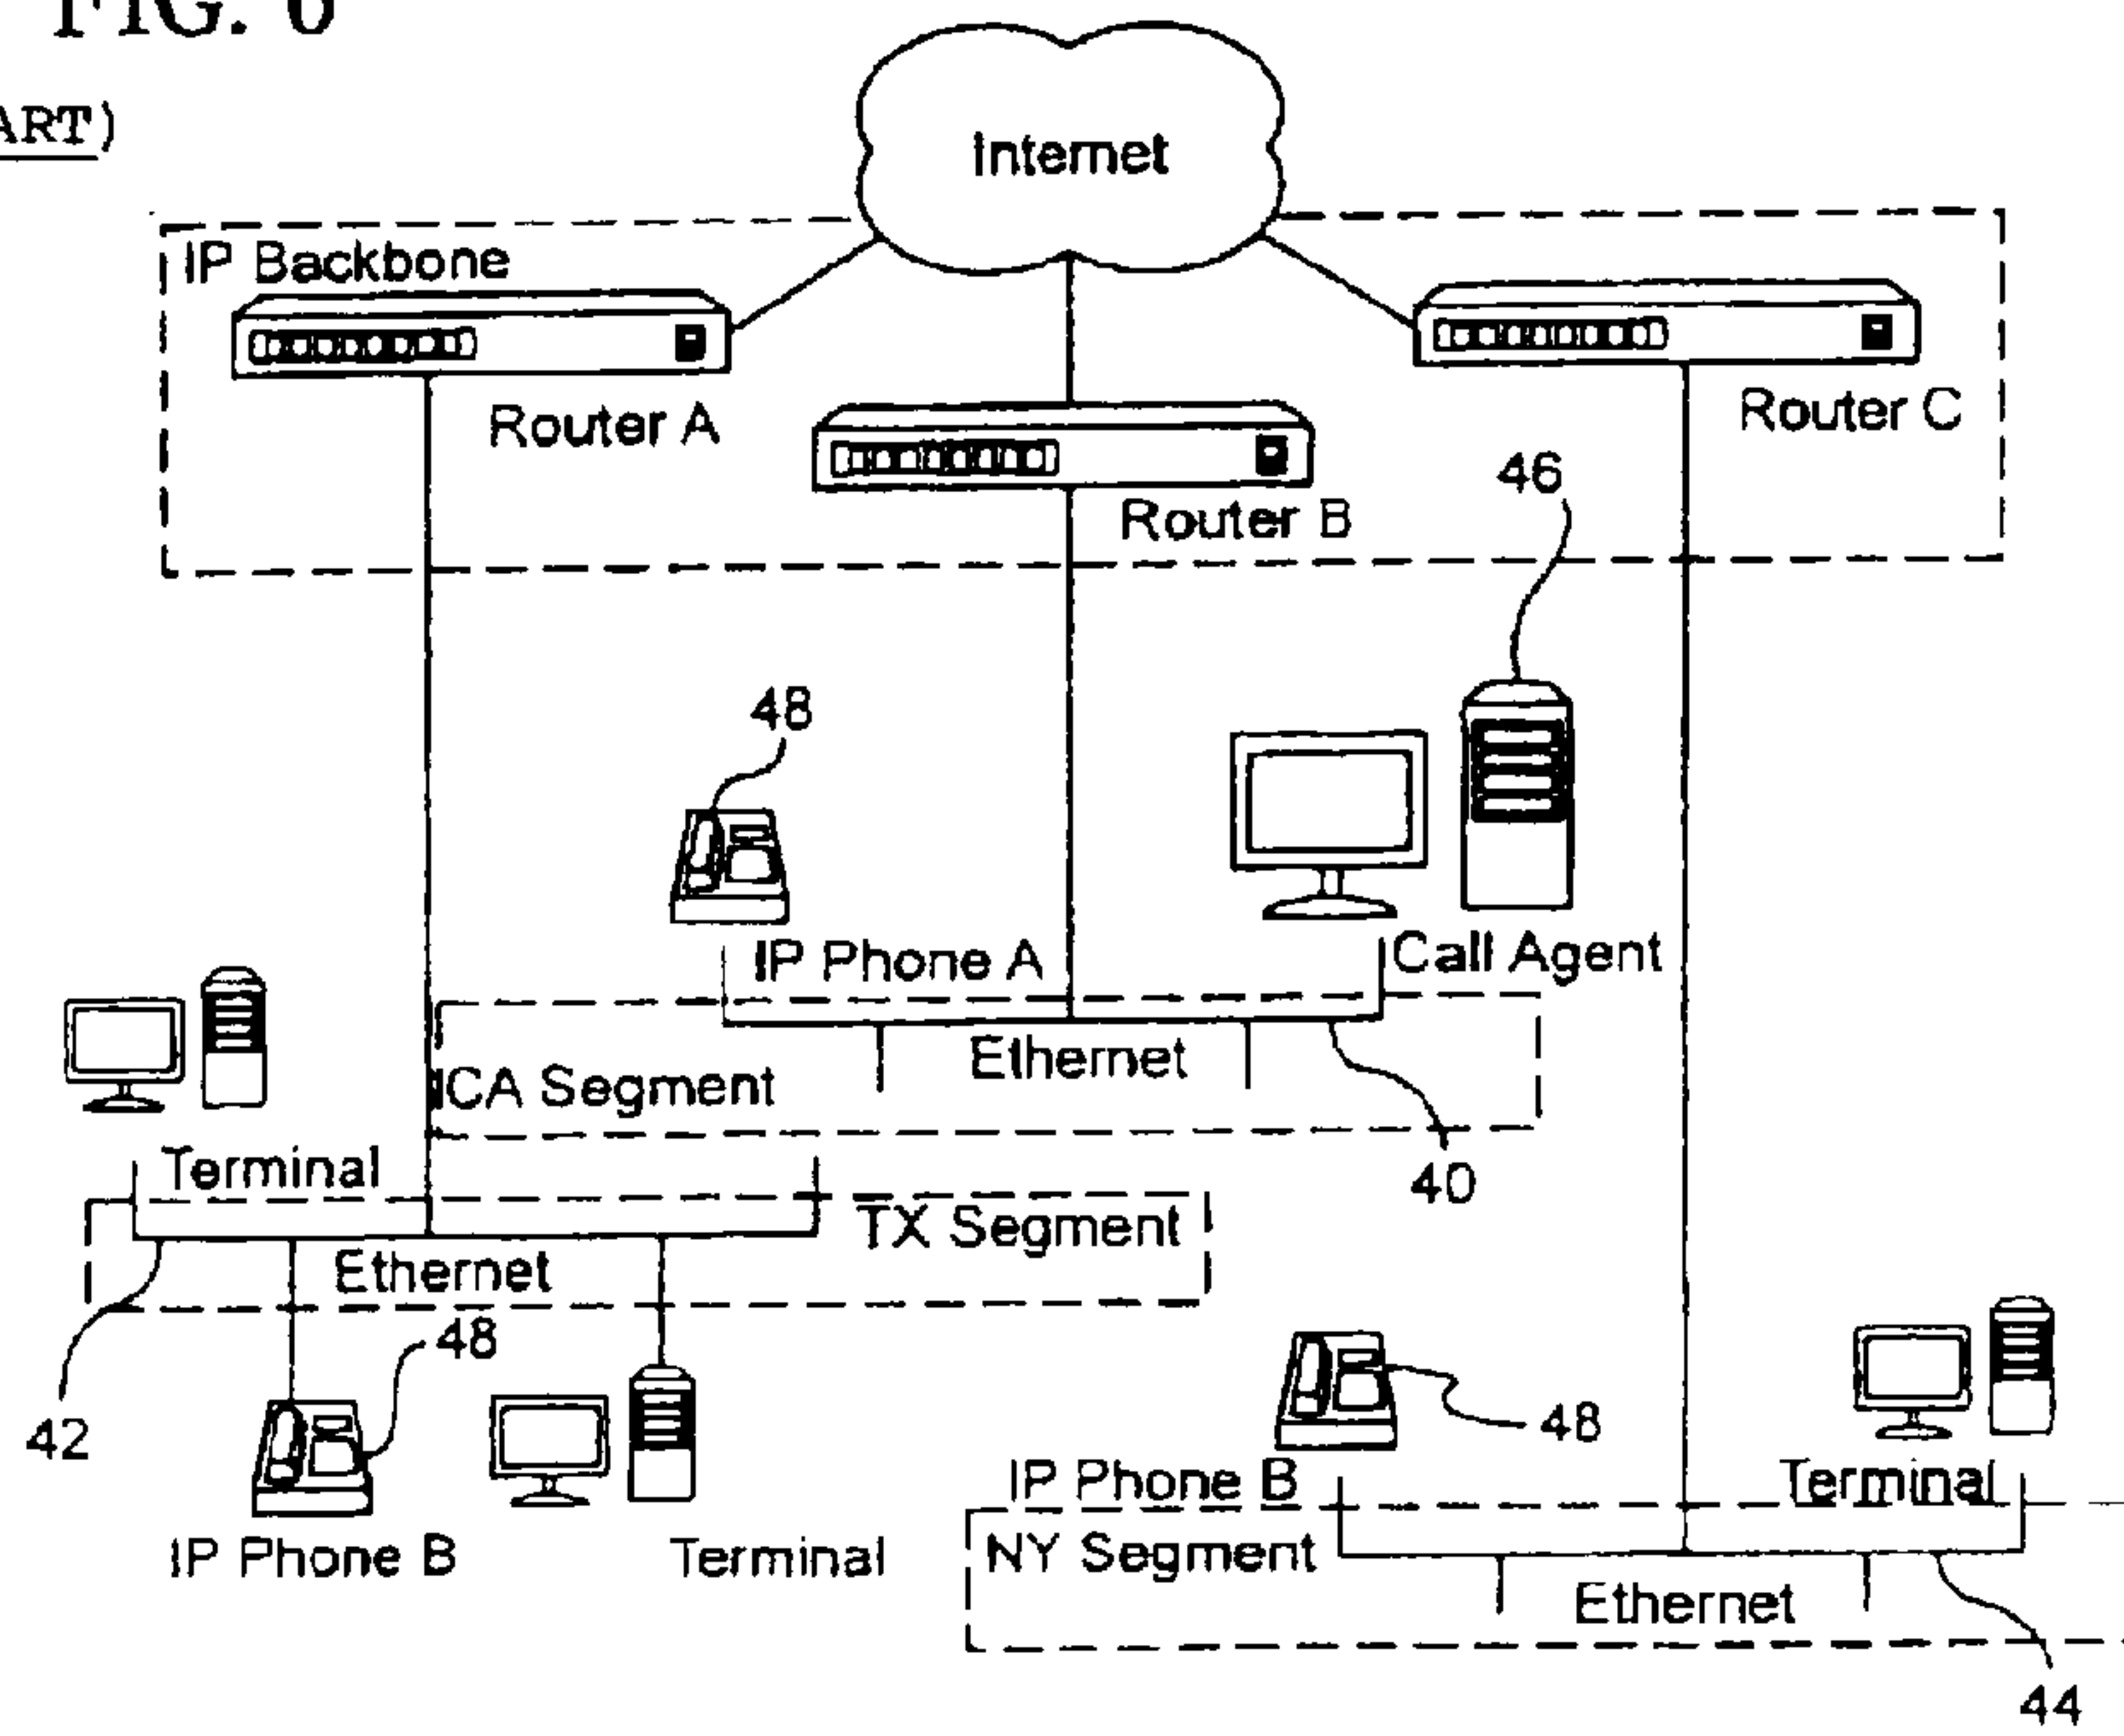 FIG. 6
ART)
Internet
IP Backbone
Router A
Router C
46
Router B
48
IP Phone A
Call Agent
Ethernet
CA Segment
Terminal
40
TX Segment
Ethernet
48
42
48
IP Phone B
Terminal
IP Phone B
Terminal
NY Segment
Ethernet
44